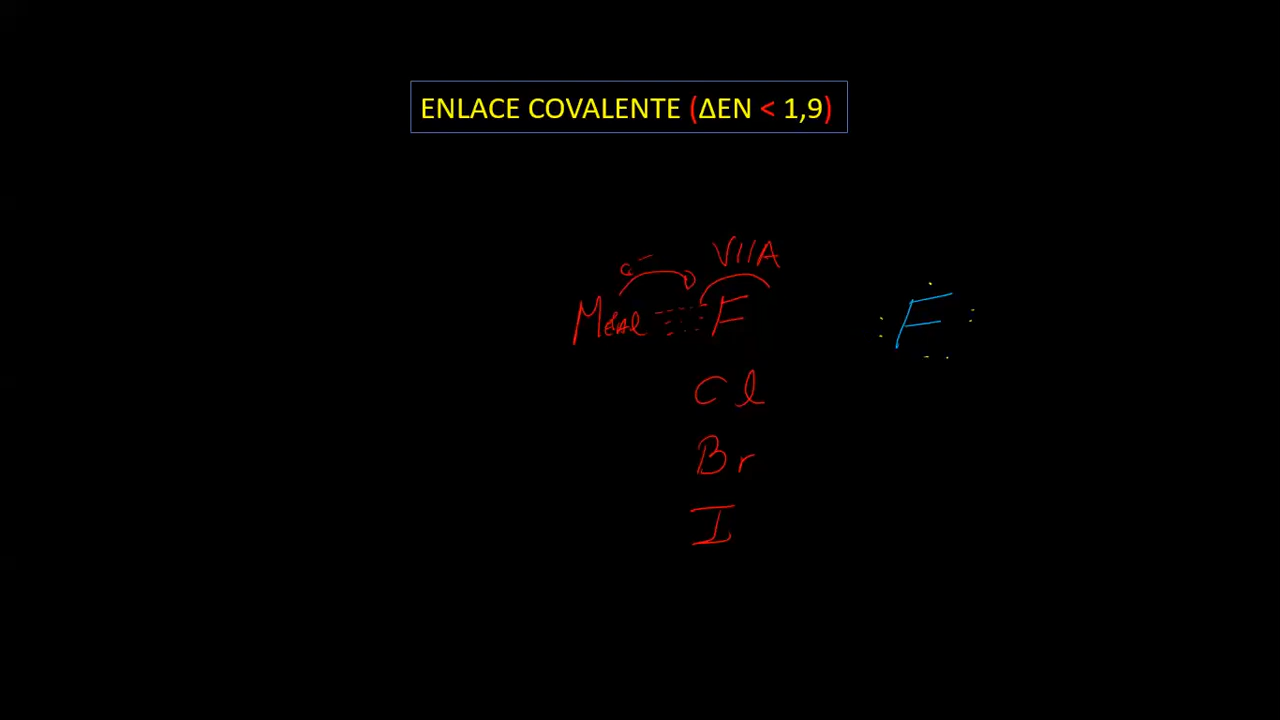 ENLACE COVALENTE (ΔEN < 1,9)
VIIA
e-
Metal F F
Cl
Br
I